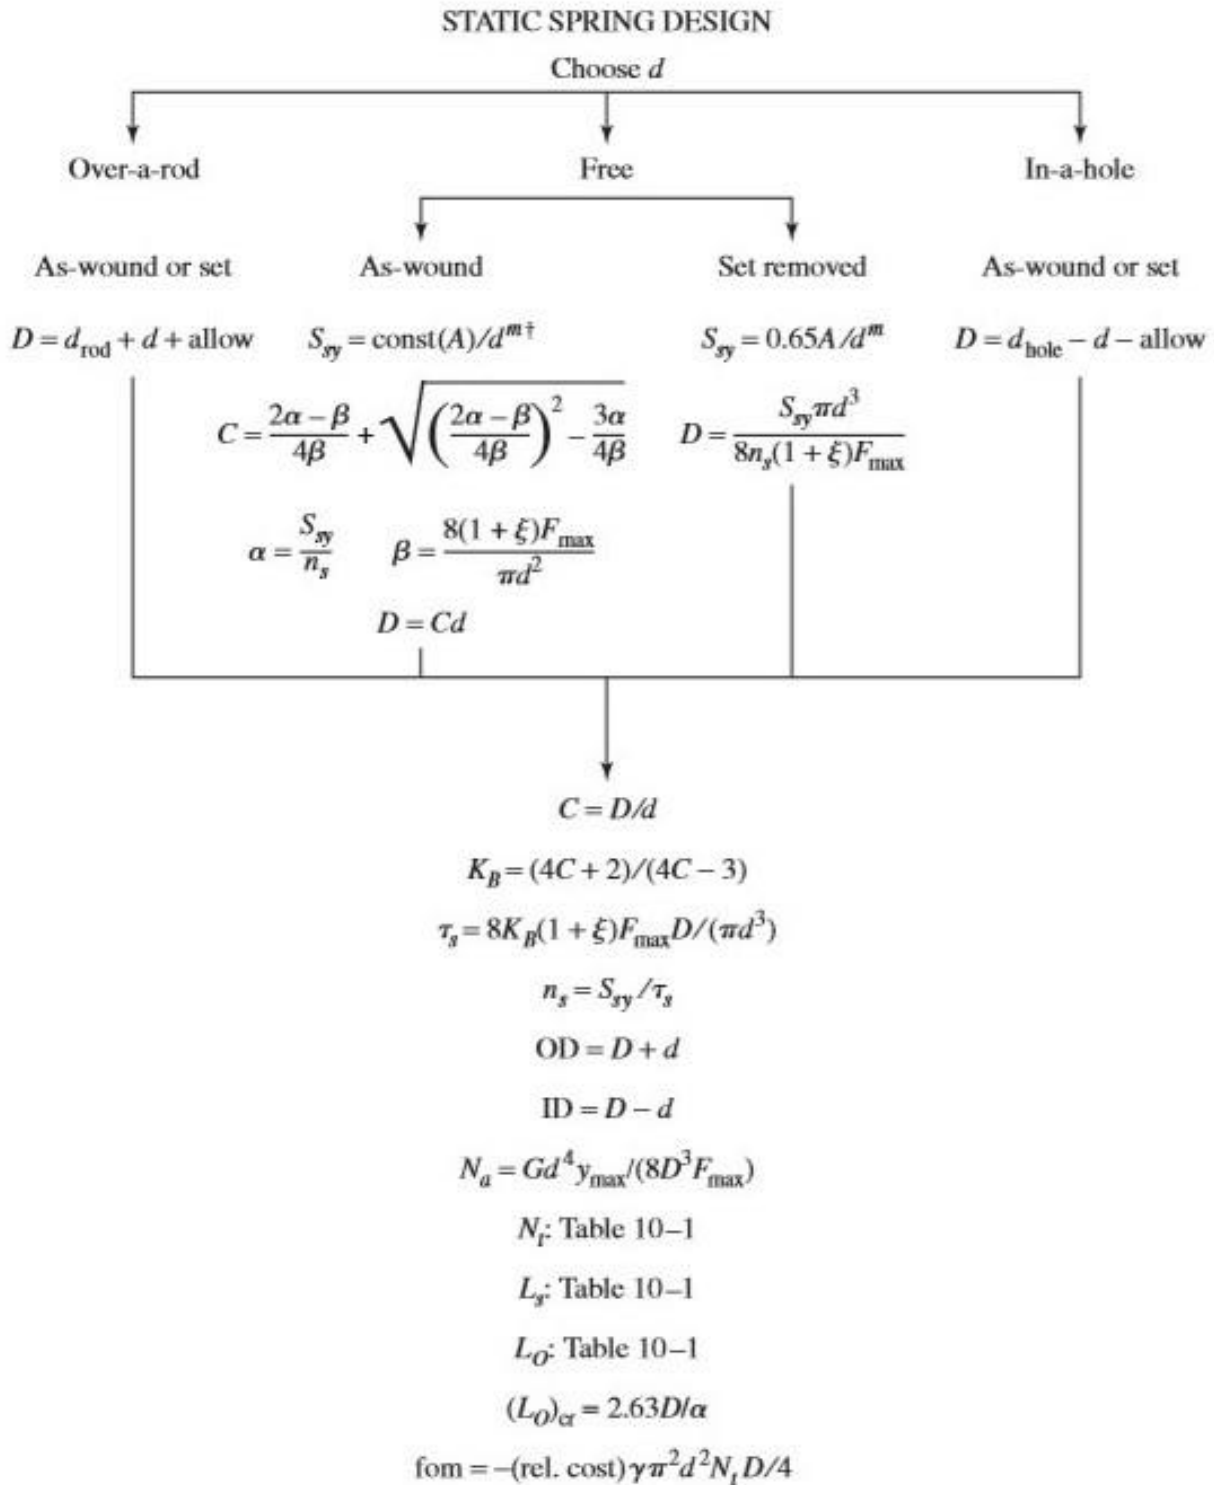 STATIC SPRING DESIGN
Choose d
Over-a-rod Free In-a-hole
As-wound or set As-wound Set removed As-wound or set
D = d_rod + d + allow S_sy = const(A)/d^m† S_sy = 0.65A/d^m D = d_hole − d − allow
C = (2α − β)/(4β) + √(((2α − β)/(4β))² − 3α/(4β)) D = S_sy πd³/(8n_s(1 + ξ)F_max)
α = S_sy/n_s β = 8(1 + ξ)F_max/(πd²)
D = Cd
C = D/d
K_B = (4C + 2)/(4C − 3)
τ_s = 8K_B(1 + ξ)F_max D/(πd³)
n_s = S_sy/τ_s
OD = D + d
ID = D − d
N_a = Gd⁴y_max/(8D³F_max)
N_t: Table 10–1
L_s: Table 10–1
L_O: Table 10–1
(L_O)_cr = 2.63D/α
fom = −(rel. cost)γπ²d²N_t D/4